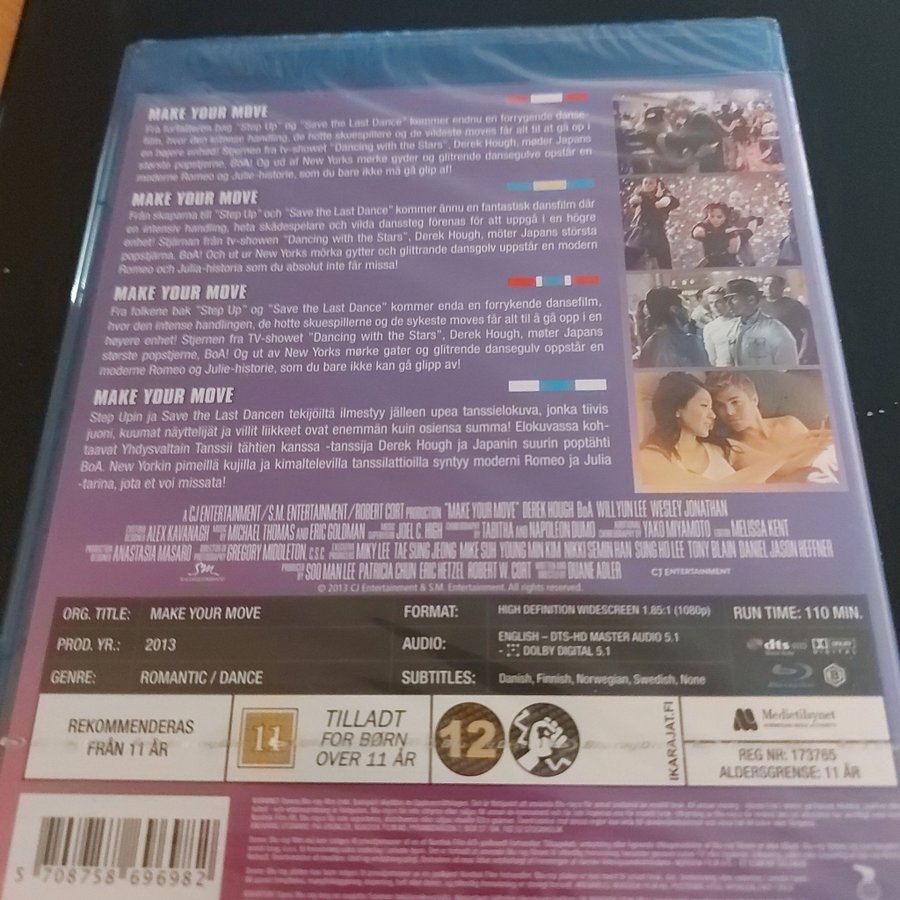 MAKE YOUR MOVE
Fra forfatteren bag "Step Up" og "Save the Last Dance" kommer endnu en forrygende danse-
film, hvor den intense handling, de hotte skuespillere og de vildeste moves får alt til at gå op i
en højere enhed! Stjernen fra tv-showet "Dancing with the Stars", Derek Hough, møder Japans
største popstjerne, BoA! Og ud af New Yorks mørke gyder og glitrende dansegulve opstår en
moderne Romeo og Julie-historie, som du bare ikke må gå glip af!
MAKE YOUR MOVE
Från skaparna till "Step Up" och "Save the Last Dance" kommer ännu en fantastisk dansfilm där
en intensiv handling, heta skådespelare och vilda danssteg förenas för att uppgå i en högre
enhet! Stjärnan från tv-showen "Dancing with the Stars", Derek Hough, möter Japans största
popstjärna, BoA! Och ut ur New Yorks mörka gytter och glittrande dansgolv uppstår en modern
Romeo och Julia-historia som du absolut inte får missa!
MAKE YOUR MOVE
Fra folkene bak "Step Up" og "Save the Last Dance" kommer enda en forrykende dansefilm,
hvor den intense handlingen, de hotte skuespillerne og de sykeste moves får alt til å gå opp i en
høyere enhet! Stjernen fra TV-showet "Dancing with the Stars", Derek Hough, møter Japans
største popstjerne, BoA! Og ut av New Yorks mørke gater og glitrende dansegulv oppstår en
moderne Romeo og Julie-historie, som du bare ikke kan gå glipp av!
MAKE YOUR MOVE
Step Upin ja Save the Last Dancen tekijöiltä ilmestyy jälleen upea tanssielokuva, jonka tiivis
juoni, kuumat näyttelijät ja villit liikkeet ovat enemmän kuin osiensa summa! Elokuvassa koh-
taavat Yhdysvaltain Tanssii tähtien kanssa -tanssija Derek Hough ja Japanin suurin poptähti
BoA. New Yorkin pimeillä kujilla ja kimaltelevilla tanssilattioilla syntyy moderni Romeo ja Julia
-tarina, jota et voi missata!
A CJ ENTERTAINMENT/S.M. ENTERTAINMENT/ROBERT CORT PRODUCTION "MAKE YOUR MOVE" DEREK HOUGH BoA WILL YUN LEE WESLEY JONATHAN
ALEX KAVANAGH MUSIC BY MICHAEL THOMAS AND ERIC GOLDMAN JOEL C. HIGH TABITHA AND NAPOLEON DUMO YAKO MIYAMOTO EDITOR MELISSA KENT
PRODUCTION DESIGNER ANASTASIA MASARO GREGORY MIDDLETON, C.S.C. MIKY LEE TAE SUNG JEONG MIKE SUH YOUNG MIN KIM NIKKI SEMIN HAN SUNG HO LEE TONY BLAIN DANIEL JASON HEFFNER
PRODUCED BY SOO MAN LEE PATRICIA CHUN ERIC HETZEL ROBERT W. CORT DUANE ADLER CJ ENTERTAINMENT
© 2013 CJ Entertainment & S.M. Entertainment. All rights reserved.
ORG. TITLE: MAKE YOUR MOVE FORMAT: HIGH DEFINITION WIDESCREEN 1.85:1 (1080p) RUN TIME: 110 MIN.
PROD. YR.: 2013 AUDIO: ENGLISH – DTS-HD MASTER AUDIO 5.1
- DOLBY DIGITAL 5.1 dts DOLBY DIGITAL
GENRE: ROMANTIC / DANCE SUBTITLES: Danish, Finnish, Norwegian, Swedish, None B
REKOMMENDERAS
FRÅN 11 ÅR
11
TILLADT
FOR BØRN
OVER 11 ÅR
12
IKARAJAT.FI
Medietilsynet
REG NR: 173765
ALDERSGRENSE: 11 ÅR
5 708758 696982